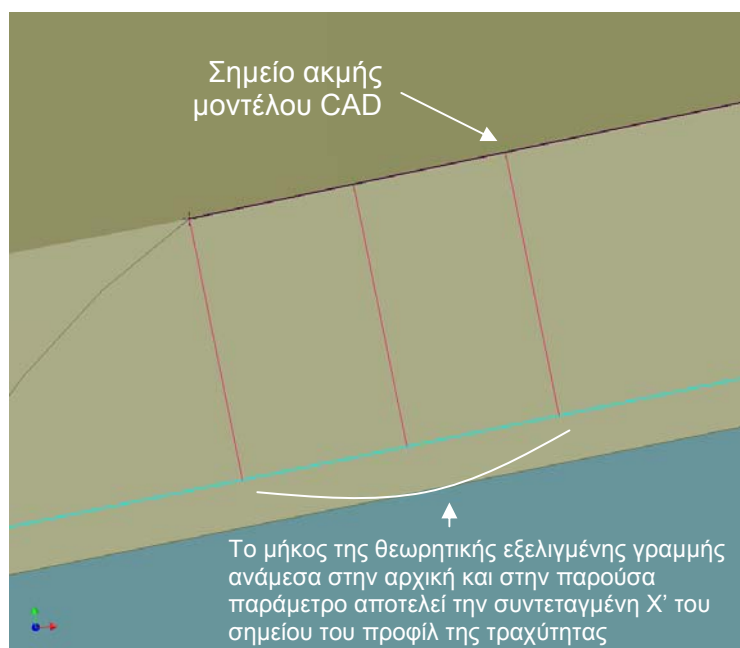 Σημείο ακμής
μοντέλου CAD
Το μήκος της θεωρητικής εξελιγμένης γραμμής
ανάμεσα στην αρχική και στην παρούσα
παράμετρο αποτελεί την συντεταγμένη Χ’ του
σημείου του προφίλ της τραχύτητας